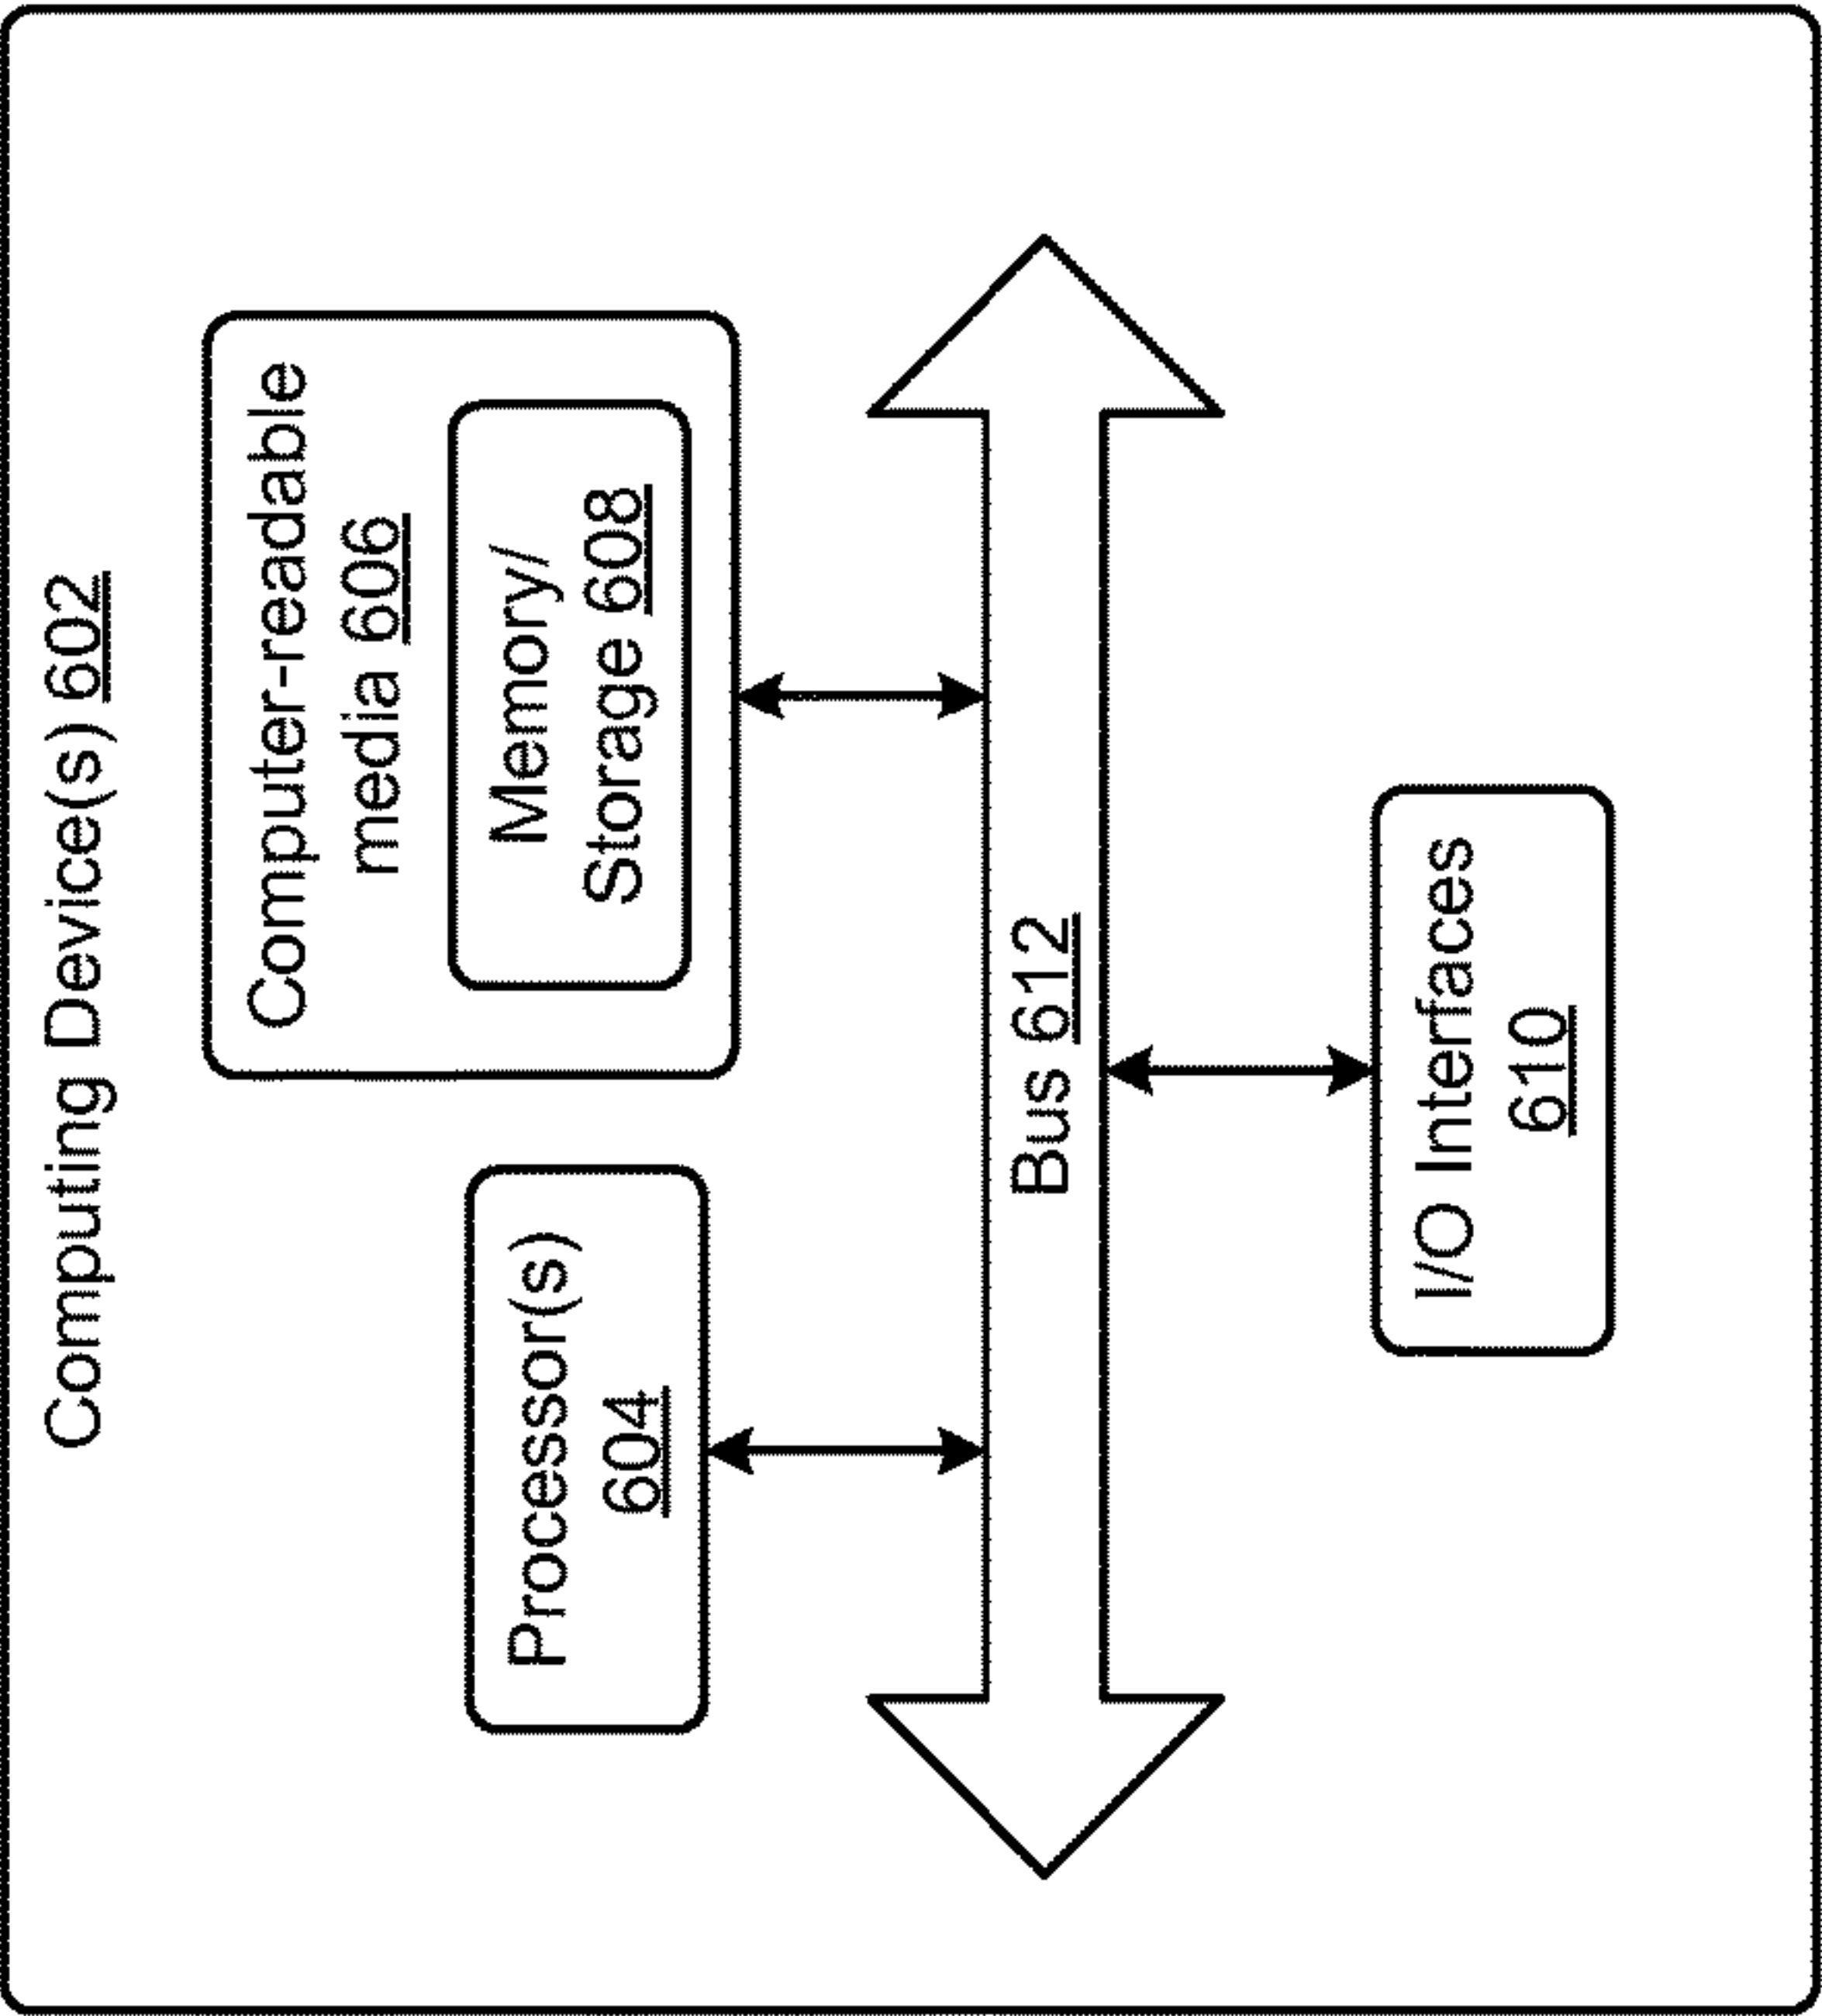 Computing Device(s) 602
Computer-readable
media 606
Memory/
Storage 608
Processor(s)
604
Bus 612
I/O Interfaces
610